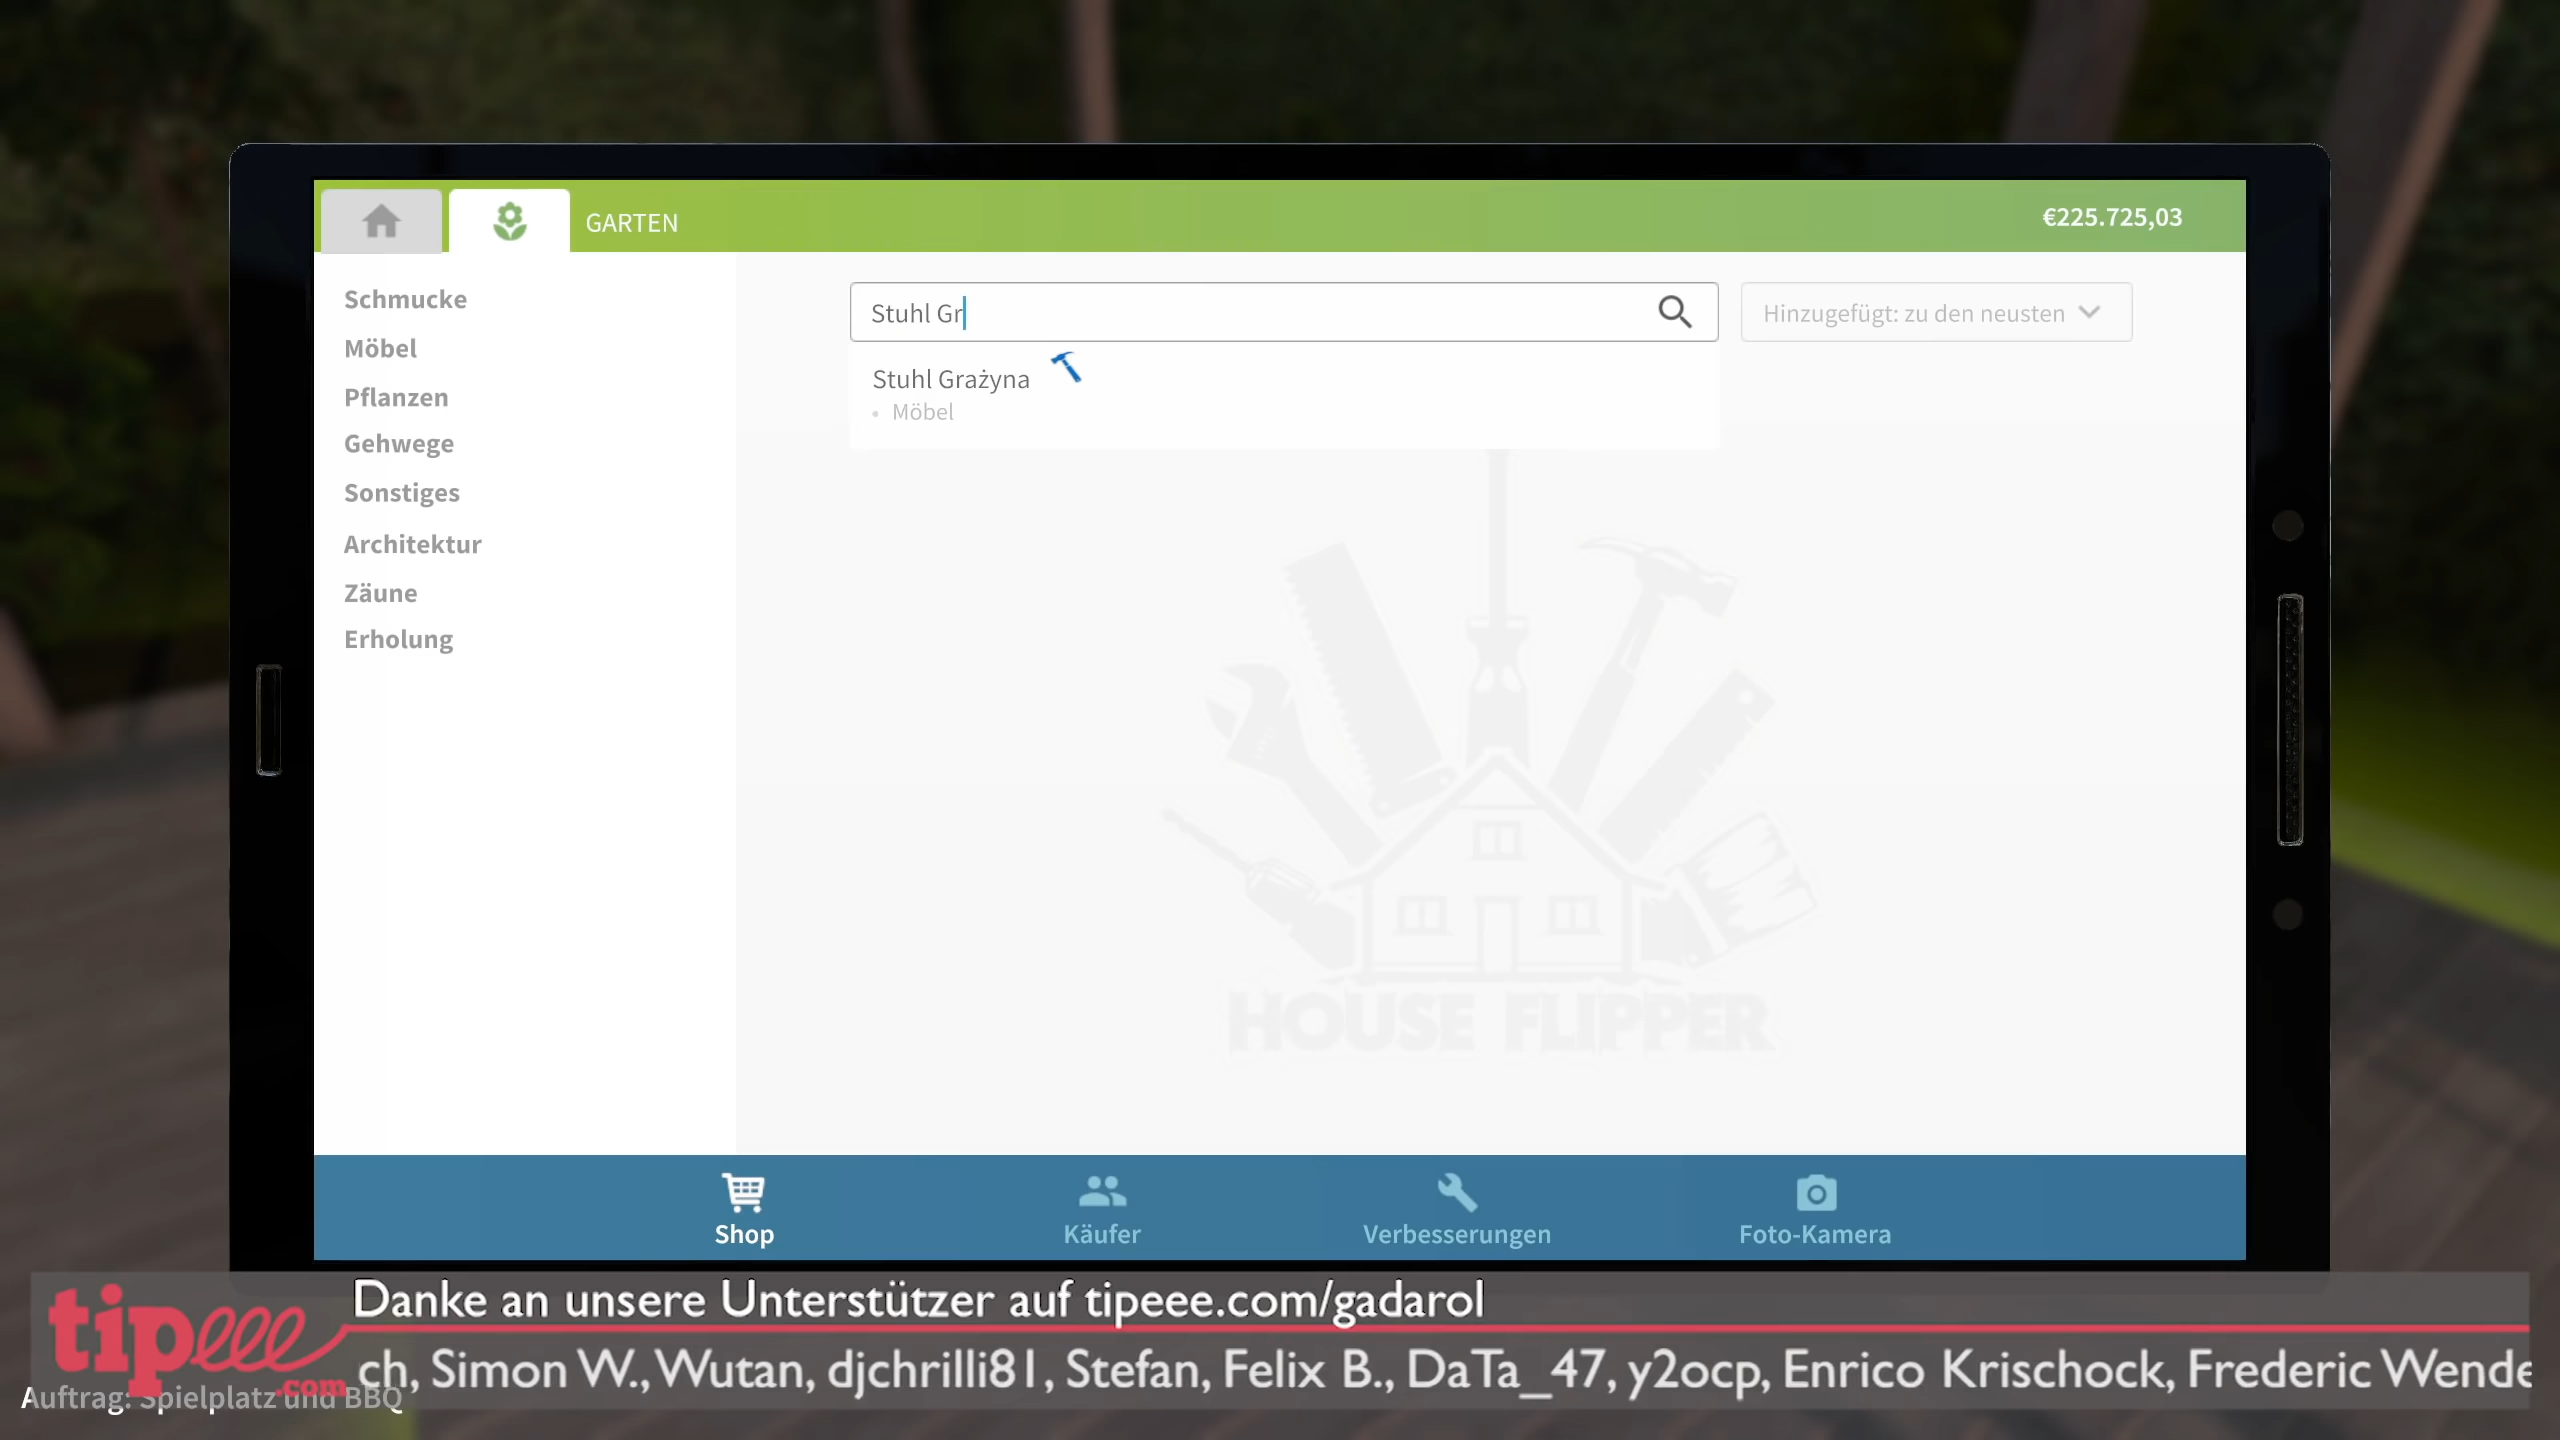 GARTEN
€225.725,03
Schmucke
Möbel
Pflanzen
Gehwege
Sonstiges
Architektur
Zäune
Erholung
Stuhl Gr
Hinzugefügt: zu den neusten
Stuhl Grażyna
• Möbel
HOUSE FLIPPER
Shop
Käufer
Verbesserungen
Foto-Kamera
tipeee.com
Danke an unsere Unterstützer auf tipeee.com/gadarol
ch, Simon W., Wutan, djchrilli81, Stefan, Felix B., DaTa_47, y2ocp, Enrico Krischock, Frederic Wende
Auftrag: Spielplatz und BBQ